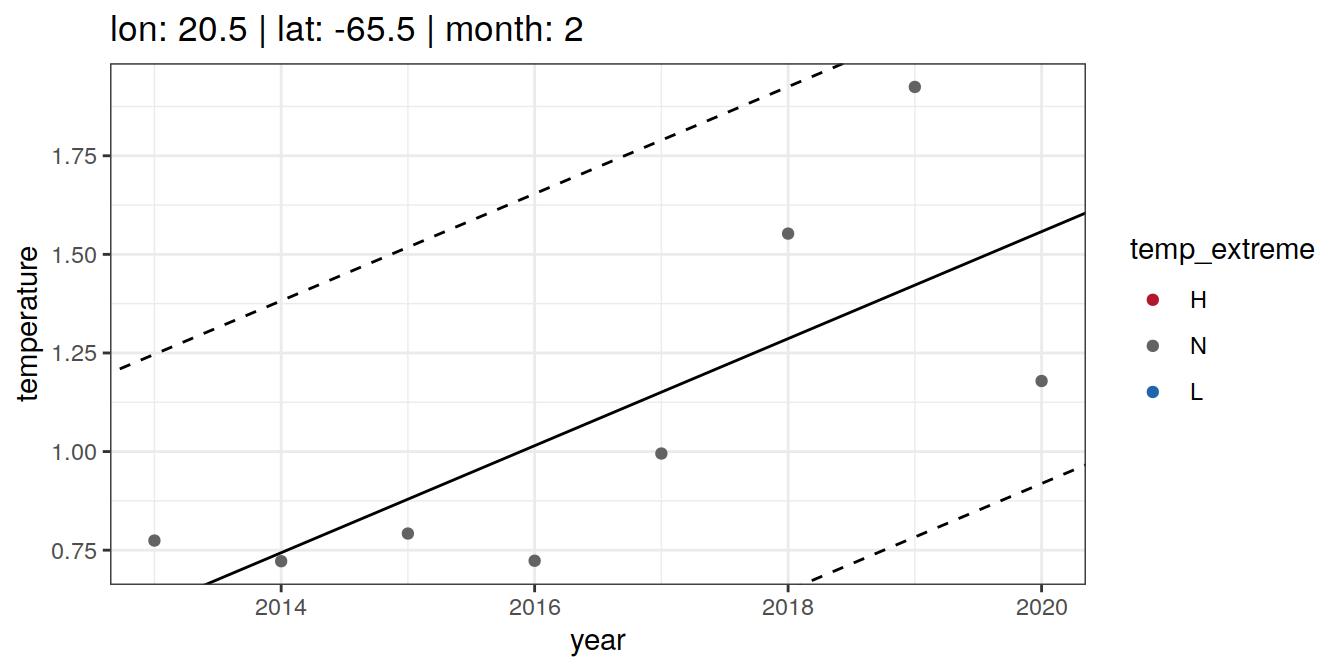 lon: 20.5 | lat: -65.5 | month: 2
temperature
1.75
1.50
1.25
1.00
0.75
2014
2016
2018
2020
year
temp_extreme
H
N
L